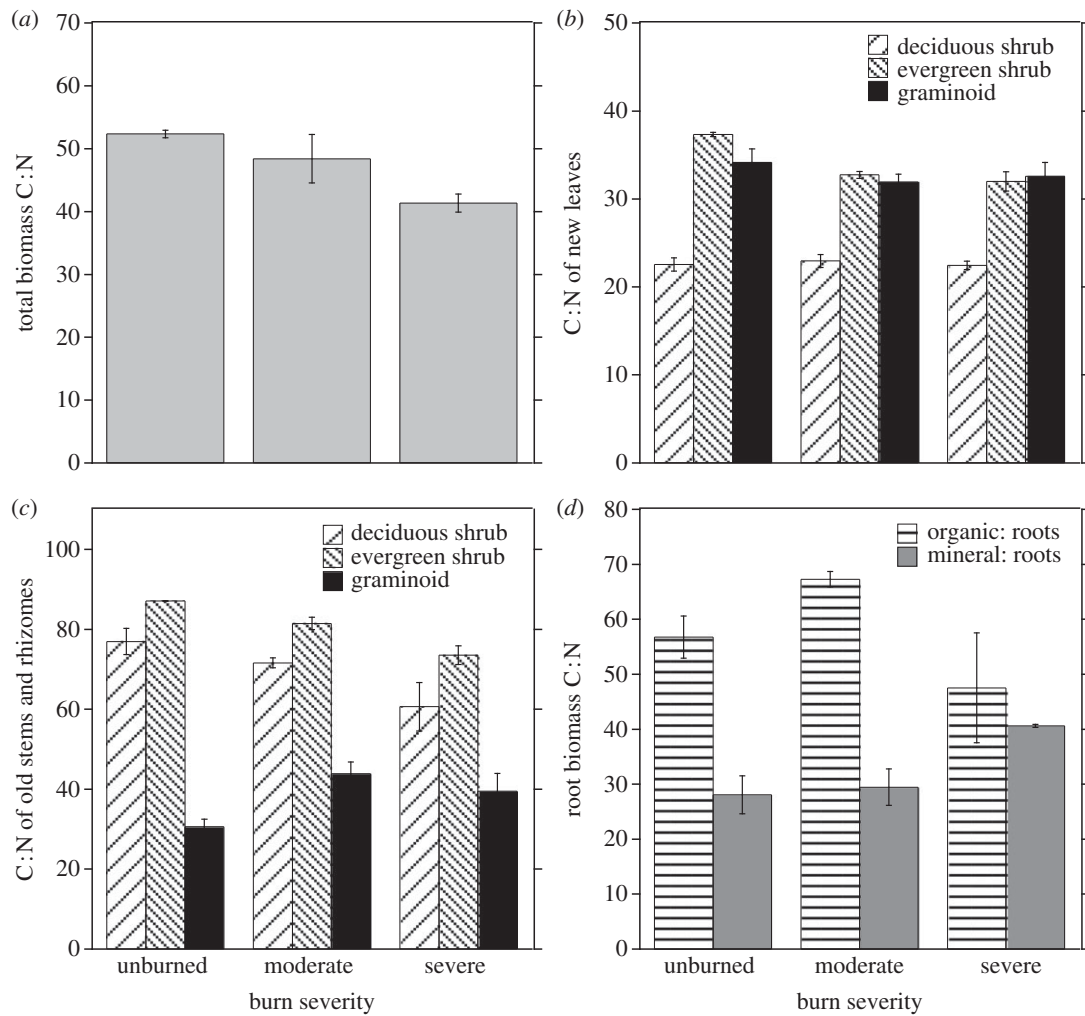 (a)
70
60
50
40
30
20
10
0
total biomass C:N
(b)
50
40
30
20
10
0
C:N of new leaves
deciduous shrub
evergreen shrub
graminoid
(c)
100
80
60
40
20
0
C:N of old stems and rhizomes
deciduous shrub
evergreen shrub
graminoid
unburned moderate severe
burn severity
(d)
80
70
60
50
40
30
20
10
0
root biomass C:N
organic: roots
mineral: roots
unburned moderate severe
burn severity